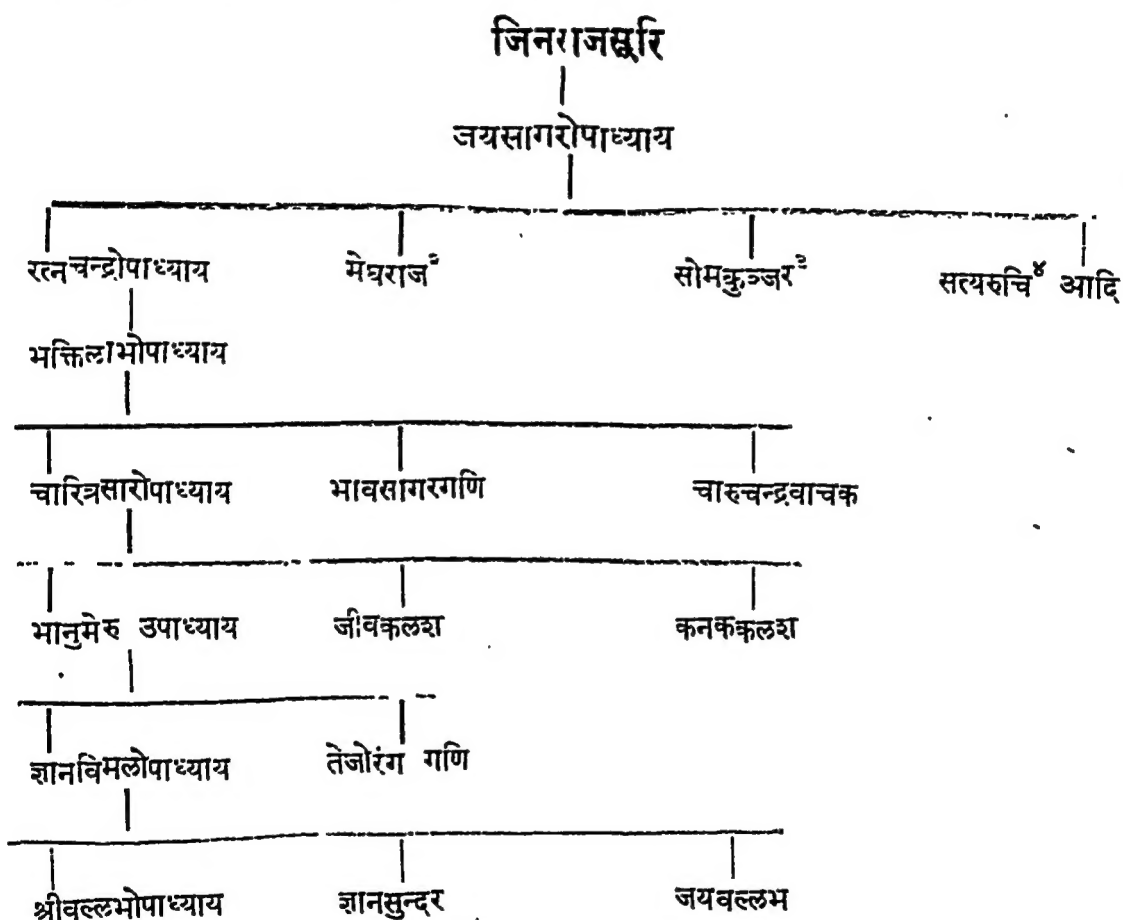 जिनराजसूरि
जयसागरोपाध्याय
रत्नचन्द्रोपाध्याय मेघराज² सोमकुञ्जर³ सत्यरुचि⁴ आदि
भक्तिलाभोपाध्याय
चारित्रसारोपाध्याय भावसागरगणि चारुचन्द्रवाचक
भानुमेरु उपाध्याय जीवकलश कनककलश
ज्ञानविमलोपाध्याय तेजोरंग गणि
श्रीवल्लभोपाध्याय ज्ञानसुन्दर जयवल्लभ